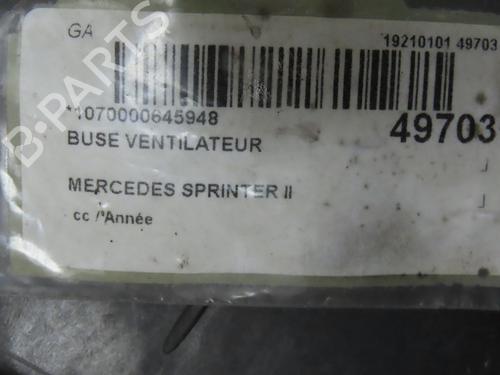 GA
19210101 49703
*1070000645948
49703
BUSE VENTILATEUR
MERCEDES SPRINTER II
cc /Année
B-PARTS